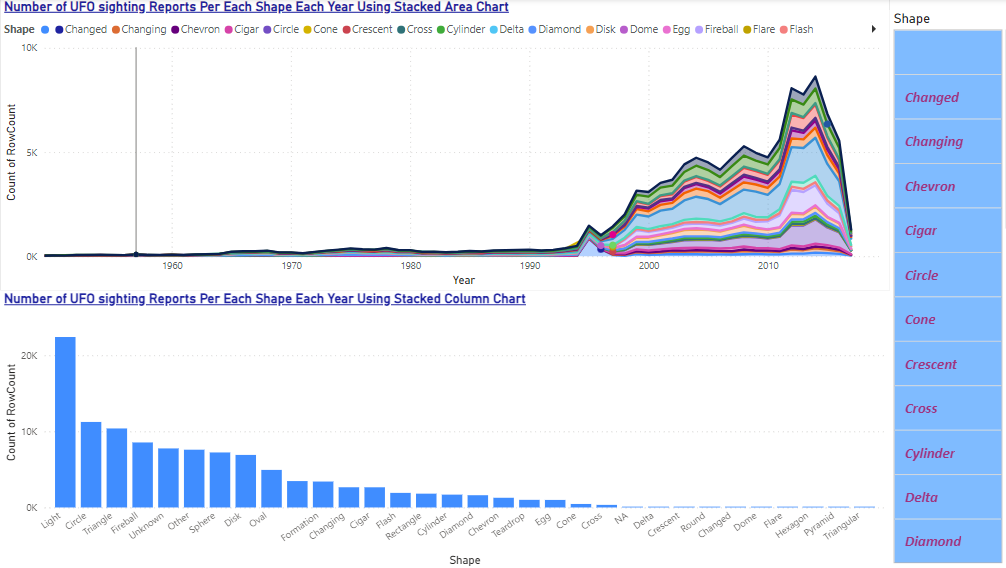 Number of UFO sighting Reports Per Each Shape Each Year Using Stacked Area Chart
Shape Changed Changing Chevron Cigar Circle Cone Crescent Cross Cylinder Delta Diamond Disk Dome Egg Fireball Flare Flash
10K
5K
0K
Count of RowCount
1960 1970 1980 1990 2000 2010
Year
Number of UFO sighting Reports Per Each Shape Each Year Using Stacked Column Chart
20K
10K
0K
Count of RowCount
Light Circle Triangle Fireball Unknown Other Sphere Disk Oval Formation Changing Cigar Flash Rectangle Cylinder Diamond Chevron Teardrop Egg Cone Cross NA Delta Crescent Round Changed Dome Flare Hexagon Pyramid Triangular
Shape
Shape
Changed
Changing
Chevron
Cigar
Circle
Cone
Crescent
Cross
Cylinder
Delta
Diamond